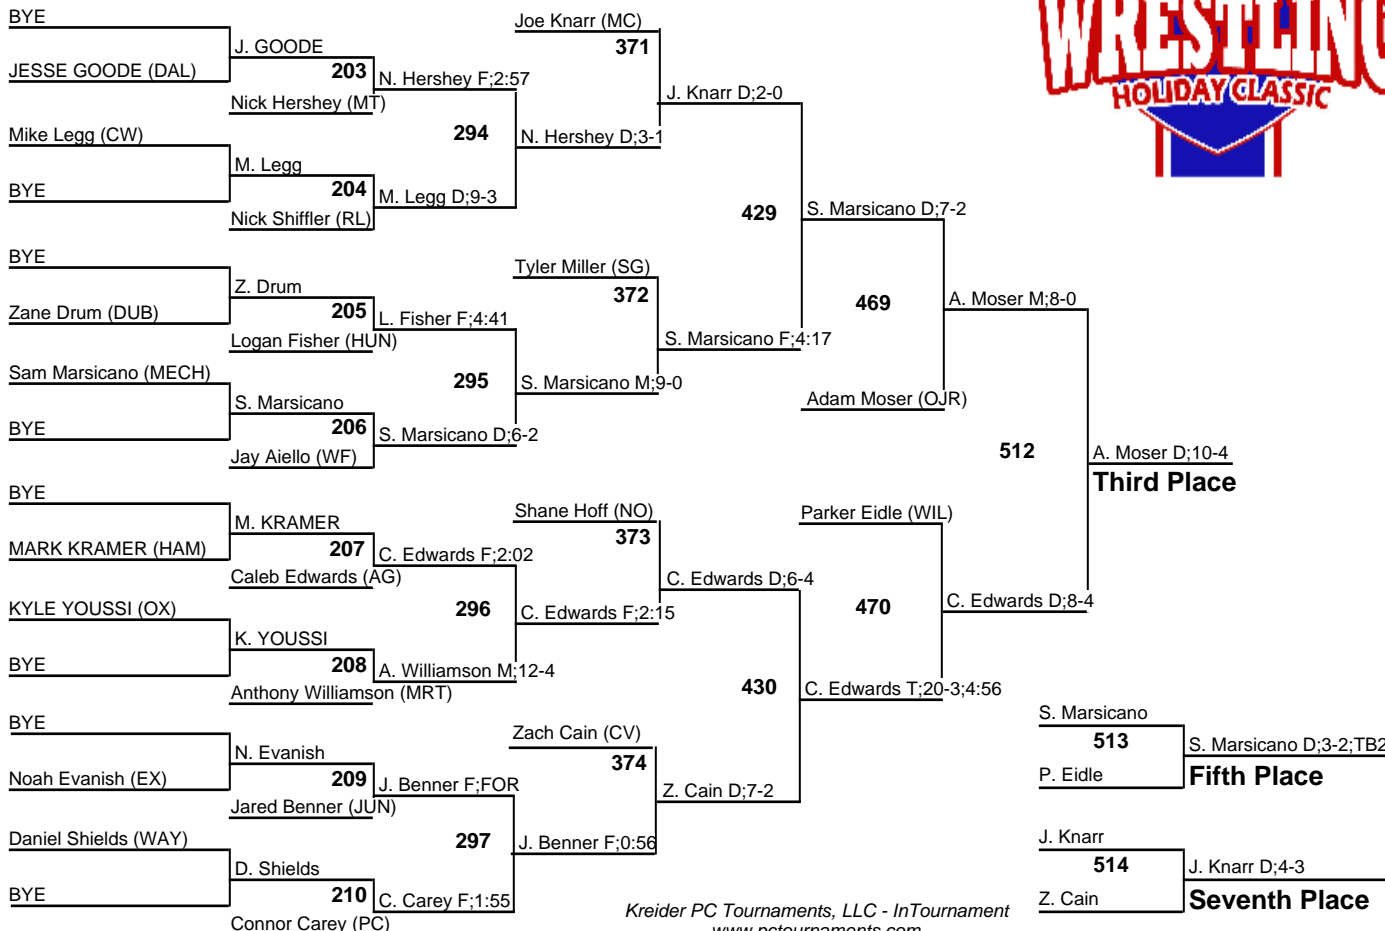 BYE
J. GOODE
JESSE GOODE (DAL)
203
N. Hershey F;2:57
Nick Hershey (MT)
294
N. Hershey D;3-1
Mike Legg (CW)
M. Legg
BYE
204
M. Legg D;9-3
Nick Shiffler (RL)
Joe Knarr (MC)
371
J. Knarr D;2-0
BYE
Z. Drum
Zane Drum (DUB)
205
L. Fisher F;4:41
Logan Fisher (HUN)
295
S. Marsicano M;9-0
Sam Marsicano (MECH)
S. Marsicano
BYE
206
S. Marsicano D;6-2
Jay Aiello (WF)
Tyler Miller (SG)
372
S. Marsicano F;4:17
429
S. Marsicano D;7-2
469
A. Moser M;8-0
Adam Moser (OJR)
512
A. Moser D;10-4
Third Place
BYE
M. KRAMER
MARK KRAMER (HAM)
207
C. Edwards F;2:02
Caleb Edwards (AG)
296
C. Edwards F;2:15
KYLE YOUSSI (OX)
K. YOUSSI
BYE
208
A. Williamson M;12-4
Anthony Williamson (MRT)
Shane Hoff (NO)
373
C. Edwards D;6-4
Parker Eidle (WIL)
470
C. Edwards D;8-4
430
C. Edwards T;20-3;4:56
BYE
N. Evanish
Noah Evanish (EX)
209
J. Benner F;FOR
Jared Benner (JUN)
297
J. Benner F;0:56
Daniel Shields (WAY)
D. Shields
BYE
210
C. Carey F;1:55
Connor Carey (PC)
Zach Cain (CV)
374
Z. Cain D;7-2
S. Marsicano
513
S. Marsicano D;3-2;TB2
P. Eidle
Fifth Place
J. Knarr
514
J. Knarr D;4-3
Z. Cain
Seventh Place
WRESTLING
HOLIDAY CLASSIC
Kreider PC Tournaments, LLC - InTournament
www.pctournaments.com